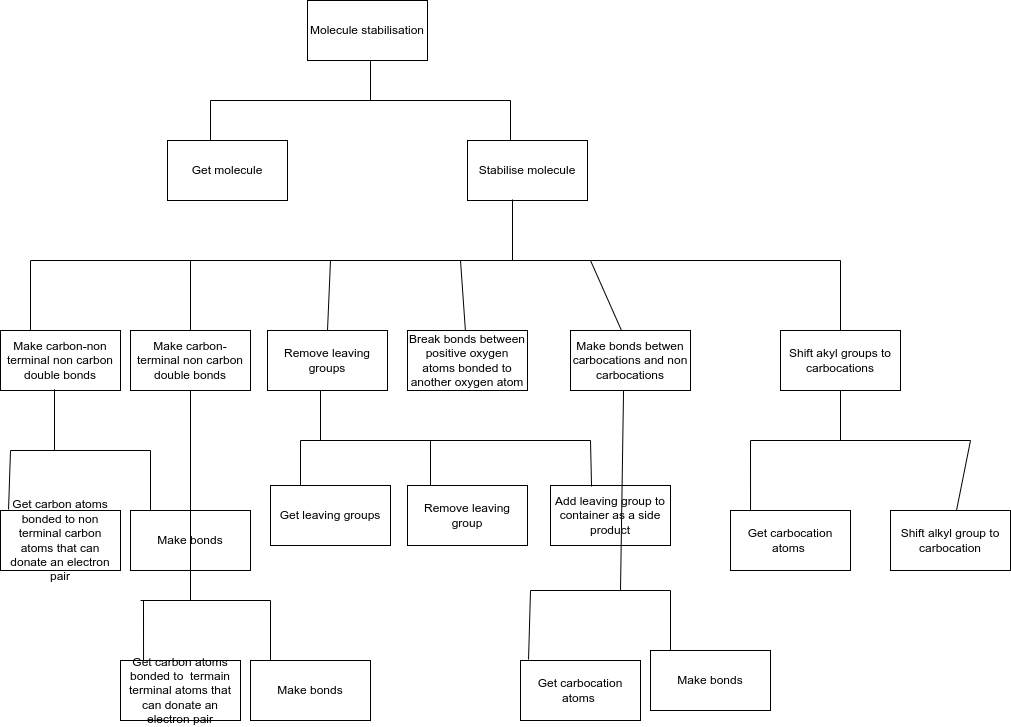 Molecule stabilisation
Get molecule
Stabilise molecule
Make carbon-non
terminal non carbon
double bonds
Make carbon-
terminal non carbon
double bonds
Remove leaving
groups
Break bonds between
positive oxygen
atoms bonded to
another oxygen atom
Make bonds betwen
carbocations and non
carbocations
Shift akyl groups to
carbocations
Get carbon atoms
bonded to non
terminal carbon
atoms that can
donate an electron
pair
Make bonds
Get leaving groups
Remove leaving
group
Add leaving group to
container as a side
product
Get carbocation
atoms
Shift alkyl group to
carbocation
Get carbon atoms
bonded to termain
terminal atoms that
can donate an
electron pair
Make bonds
Get carbocation
atoms
Make bonds